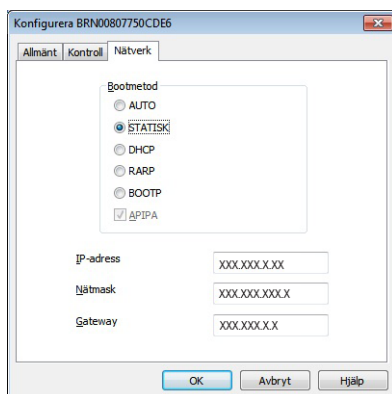 Konfigurera BRN00807750CDE6
Allmänt Kontroll Nätverk
Bootmetod
AUTO
STATISK
DHCP
RARP
BOOTP
APIPA
IP-adress XXX.XXX.X.XX
Nätmask XXX.XXX.XXX.X
Gateway XXX.XXX.X.X
OK Avbryt Hjälp